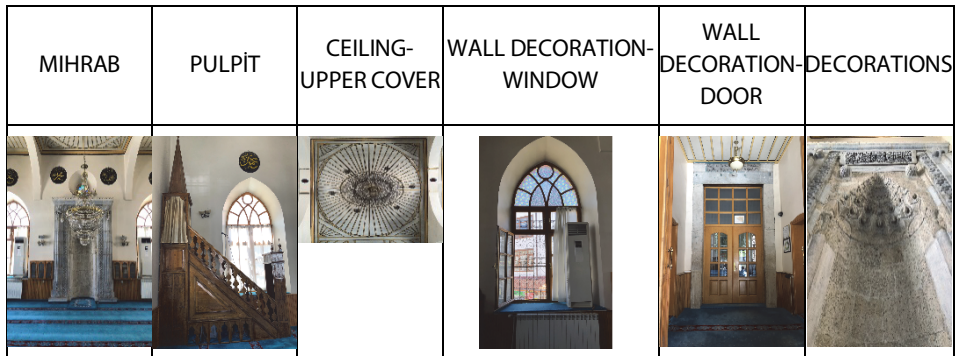 MIHRAB
PULPİT
CEILING-
UPPER COVER
WALL DECORATION-
WINDOW
WALL
DECORATION-
DOOR
DECORATIONS